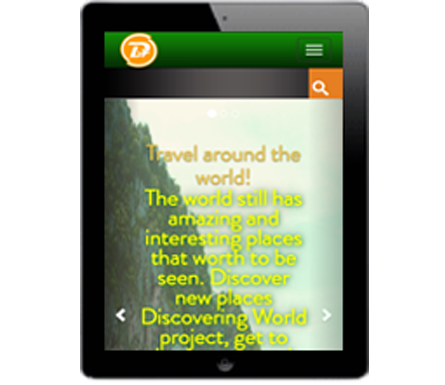 D
Travel around the
world!
The world still has
amazing and
interesting places
that worth to be
seen. Discover
new places
Discovering World
project, get to